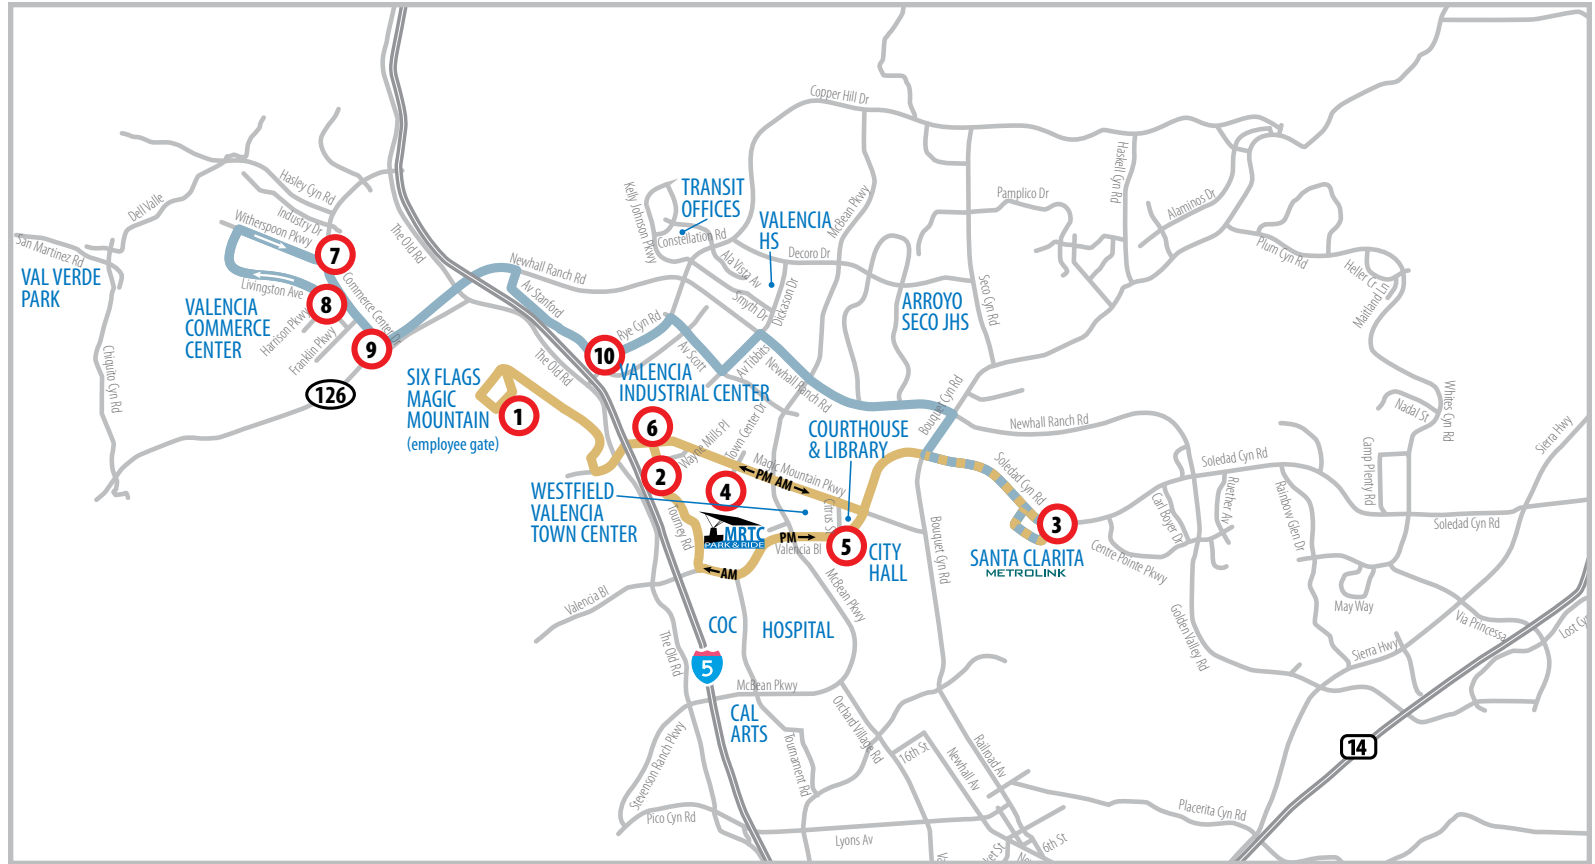 Copper Hill Dr
Haskell Cyn Rd
Hasley Cyn Rd
Dell Valle
Kelly Johnson Pkwy
TRANSIT
OFFICES
McBean Pkwy
Pamplico Dr
Alaminos Dr
Industry Dr
Witherspoon Pkwy
The Old Rd
VALENCIA
HS
Constellation Rd
Decoro Dr
Plum Cyn Rd
San Martinez Rd
7
Newhall Ranch Rd
Ala Vista Av
Heller Cr
VAL VERDE
PARK
Livingston Ave
Commerce Center Dr
Av Stanford
Smyth Dr
Dickason Dr
Seco Cyn Rd
Maitland Ln
VALENCIA
COMMERCE
CENTER
8
Harrison Pkwy
Franklin Pkwy
9
Rye Cyn Rd
ARROYO
SECO JHS
Chiquito Cyn Rd
The Old Rd
10
Av Scott
Av Tibbits
Newhall Ranch Rd
126
SIX FLAGS
MAGIC
MOUNTAIN
(employee gate)
1
VALENCIA
INDUSTRIAL CENTER
Bouquet Cyn Rd
Whites Cyn Rd
Nadal St
6
Wayne Mills Pl
Town Center Dr
COURTHOUSE
& LIBRARY
Newhall Ranch Rd
Sierra Hwy
2
4
Magic Mountain Pkwy
PM AM
Soledad Cyn Rd
Soledad Cyn Rd
Camp Plenty Rd
WESTFIELD
VALENCIA
TOWN CENTER
Tourney Rd
MRTC
PARK & RIDE
Citrus S
Carl Boyer Dr
Ruether Av
Rainbow Glen Dr
Soledad Cyn Rd
3
PM
Valencia Bl
5
CITY
HALL
Bouquet Cyn Rd
SANTA CLARITA
METROLINK
Centre Pointe Pkwy
AM
Valencia Bl
McBean Pkwy
May Way
Golden Valley Rd
Via Princessa
Lost Cyn
COC
HOSPITAL
The Old Rd
5
Sierra Hwy
McBean Pkwy
CAL
ARTS
Stevenson Ranch Pkwy
Tournament Rd
Orchard Village Rd
16th St
Newhall Av
Railroad Av
14
Pico Cyn Rd
Placerita Cyn Rd
Lyons Av
6th St